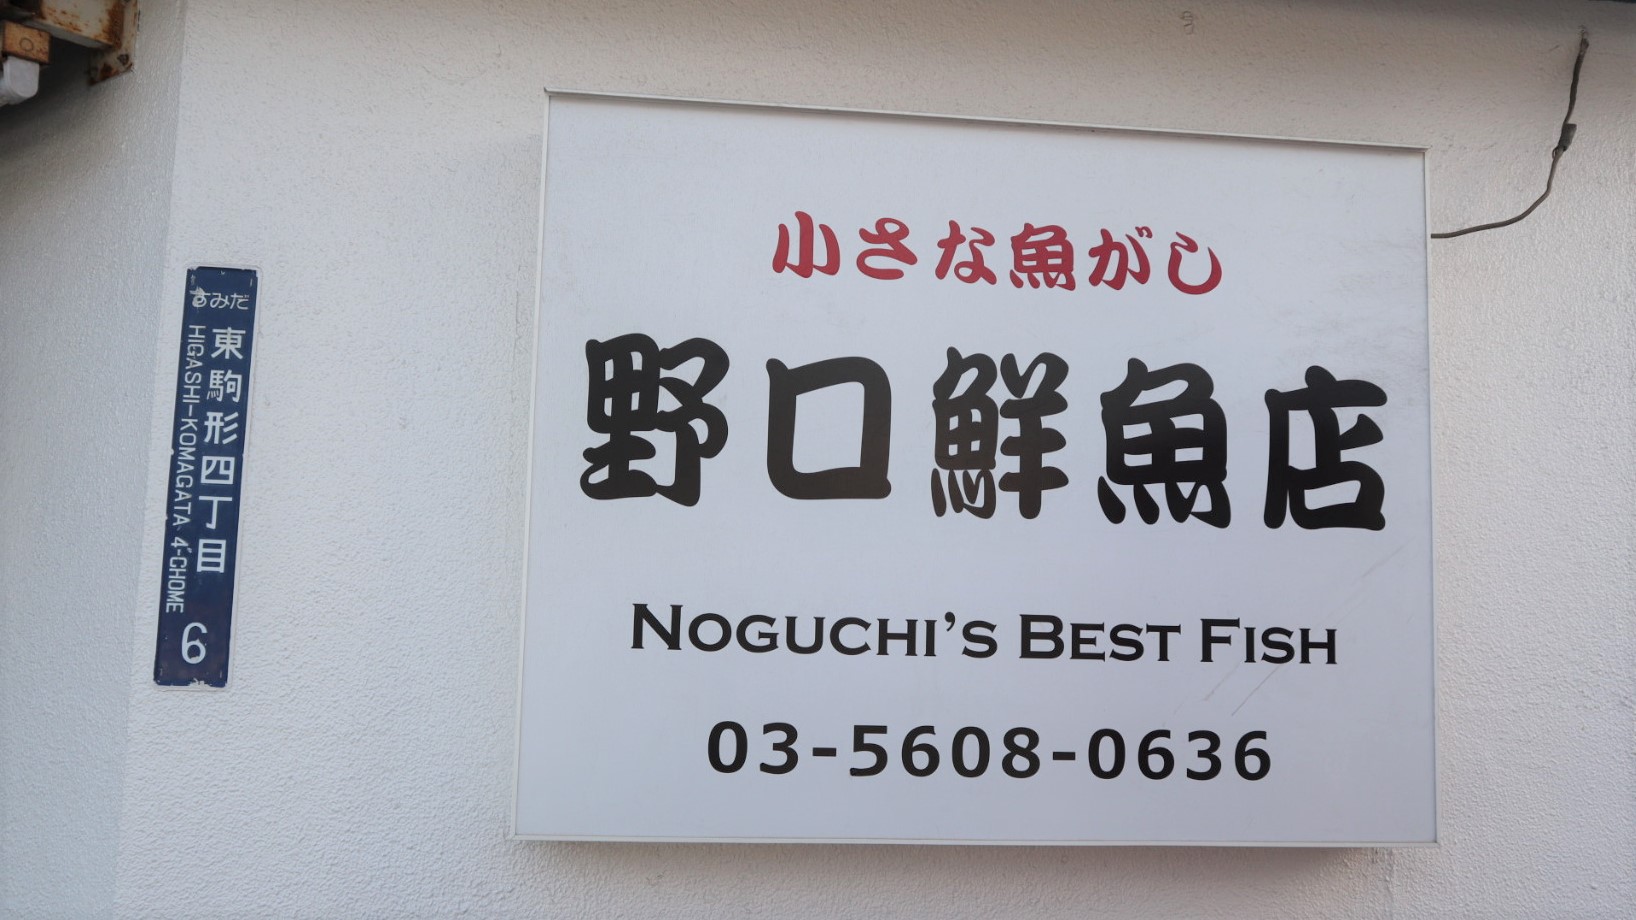 すみだ
東駒形四丁目
HIGASHI-KOMAGATA 4-CHOME
6
小さな魚がし
野口鮮魚店
NOGUCHI'S BEST FISH
03-5608-0636